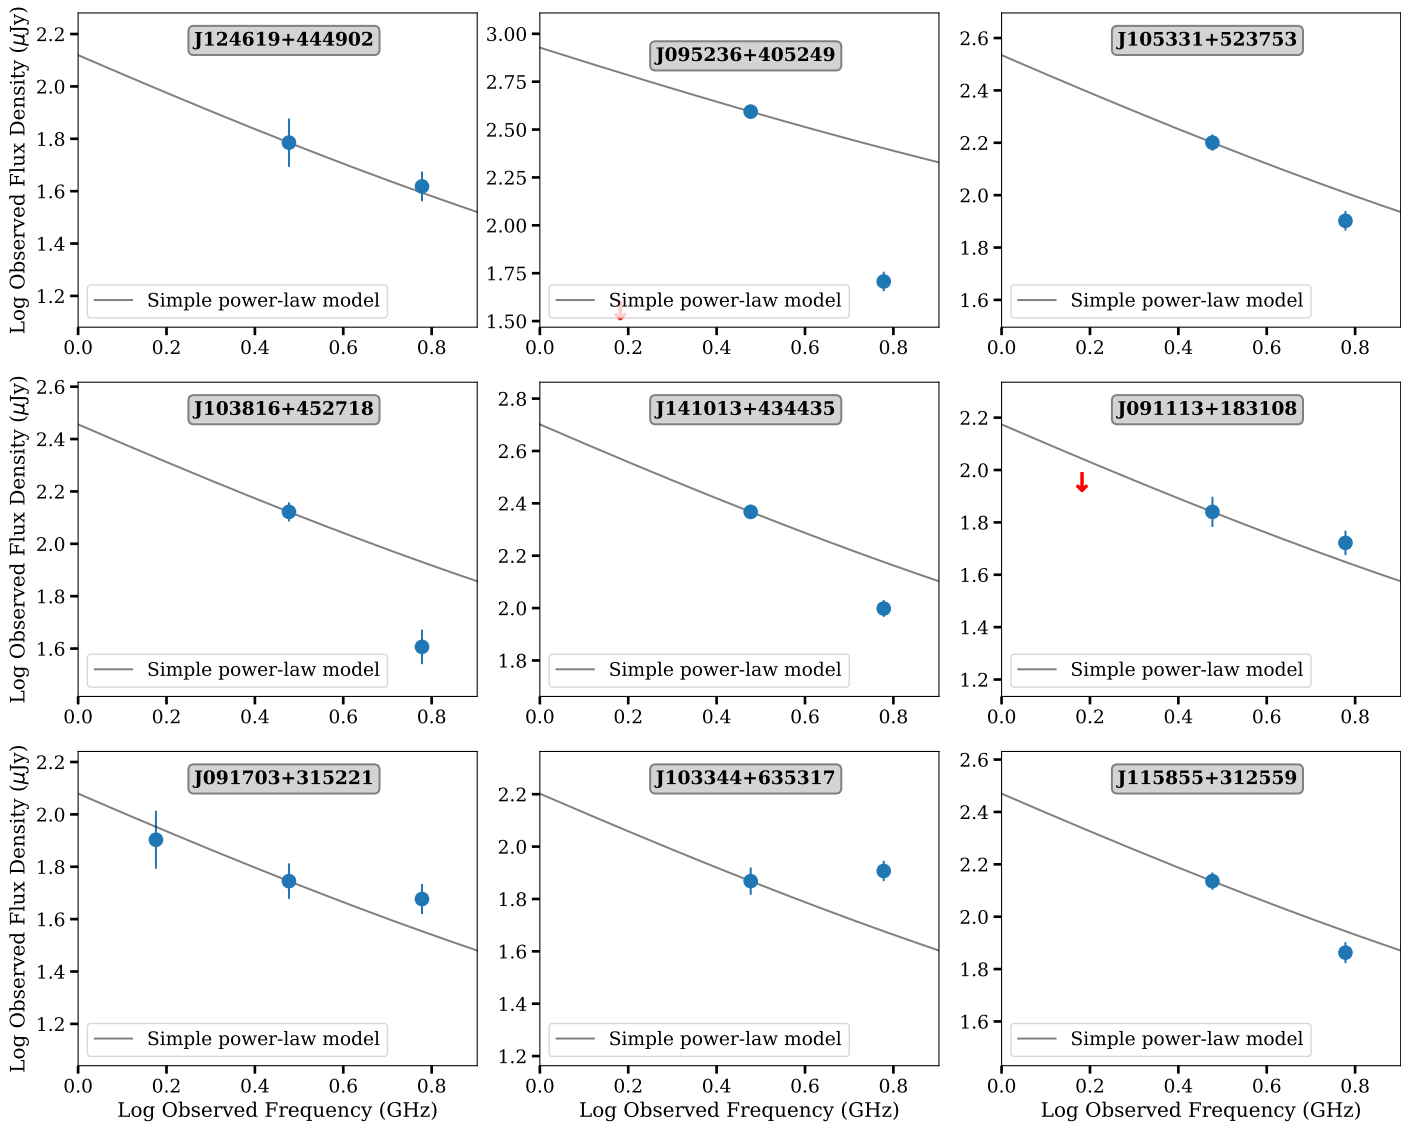 J124619+444902
Log Observed Flux Density (μJy)
2.2
2.0
1.8
1.6
1.4
1.2
Simple power-law model
0.0 0.2 0.4 0.6 0.8
J095236+405249
3.00
2.75
2.50
2.25
2.00
1.75
1.50
Simple power-law model
0.0 0.2 0.4 0.6 0.8
J105331+523753
2.6
2.4
2.2
2.0
1.8
1.6
Simple power-law model
0.0 0.2 0.4 0.6 0.8
J103816+452718
Log Observed Flux Density (μJy)
2.6
2.4
2.2
2.0
1.8
1.6
Simple power-law model
0.0 0.2 0.4 0.6 0.8
J141013+434435
2.8
2.6
2.4
2.2
2.0
1.8
Simple power-law model
0.0 0.2 0.4 0.6 0.8
J091113+183108
2.2
2.0
1.8
1.6
1.4
1.2
Simple power-law model
0.0 0.2 0.4 0.6 0.8
J091703+315221
Log Observed Flux Density (μJy)
2.2
2.0
1.8
1.6
1.4
1.2
Simple power-law model
0.0 0.2 0.4 0.6 0.8
Log Observed Frequency (GHz)
J103344+635317
2.2
2.0
1.8
1.6
1.4
1.2
Simple power-law model
0.0 0.2 0.4 0.6 0.8
Log Observed Frequency (GHz)
J115855+312559
2.6
2.4
2.2
2.0
1.8
1.6
Simple power-law model
0.0 0.2 0.4 0.6 0.8
Log Observed Frequency (GHz)